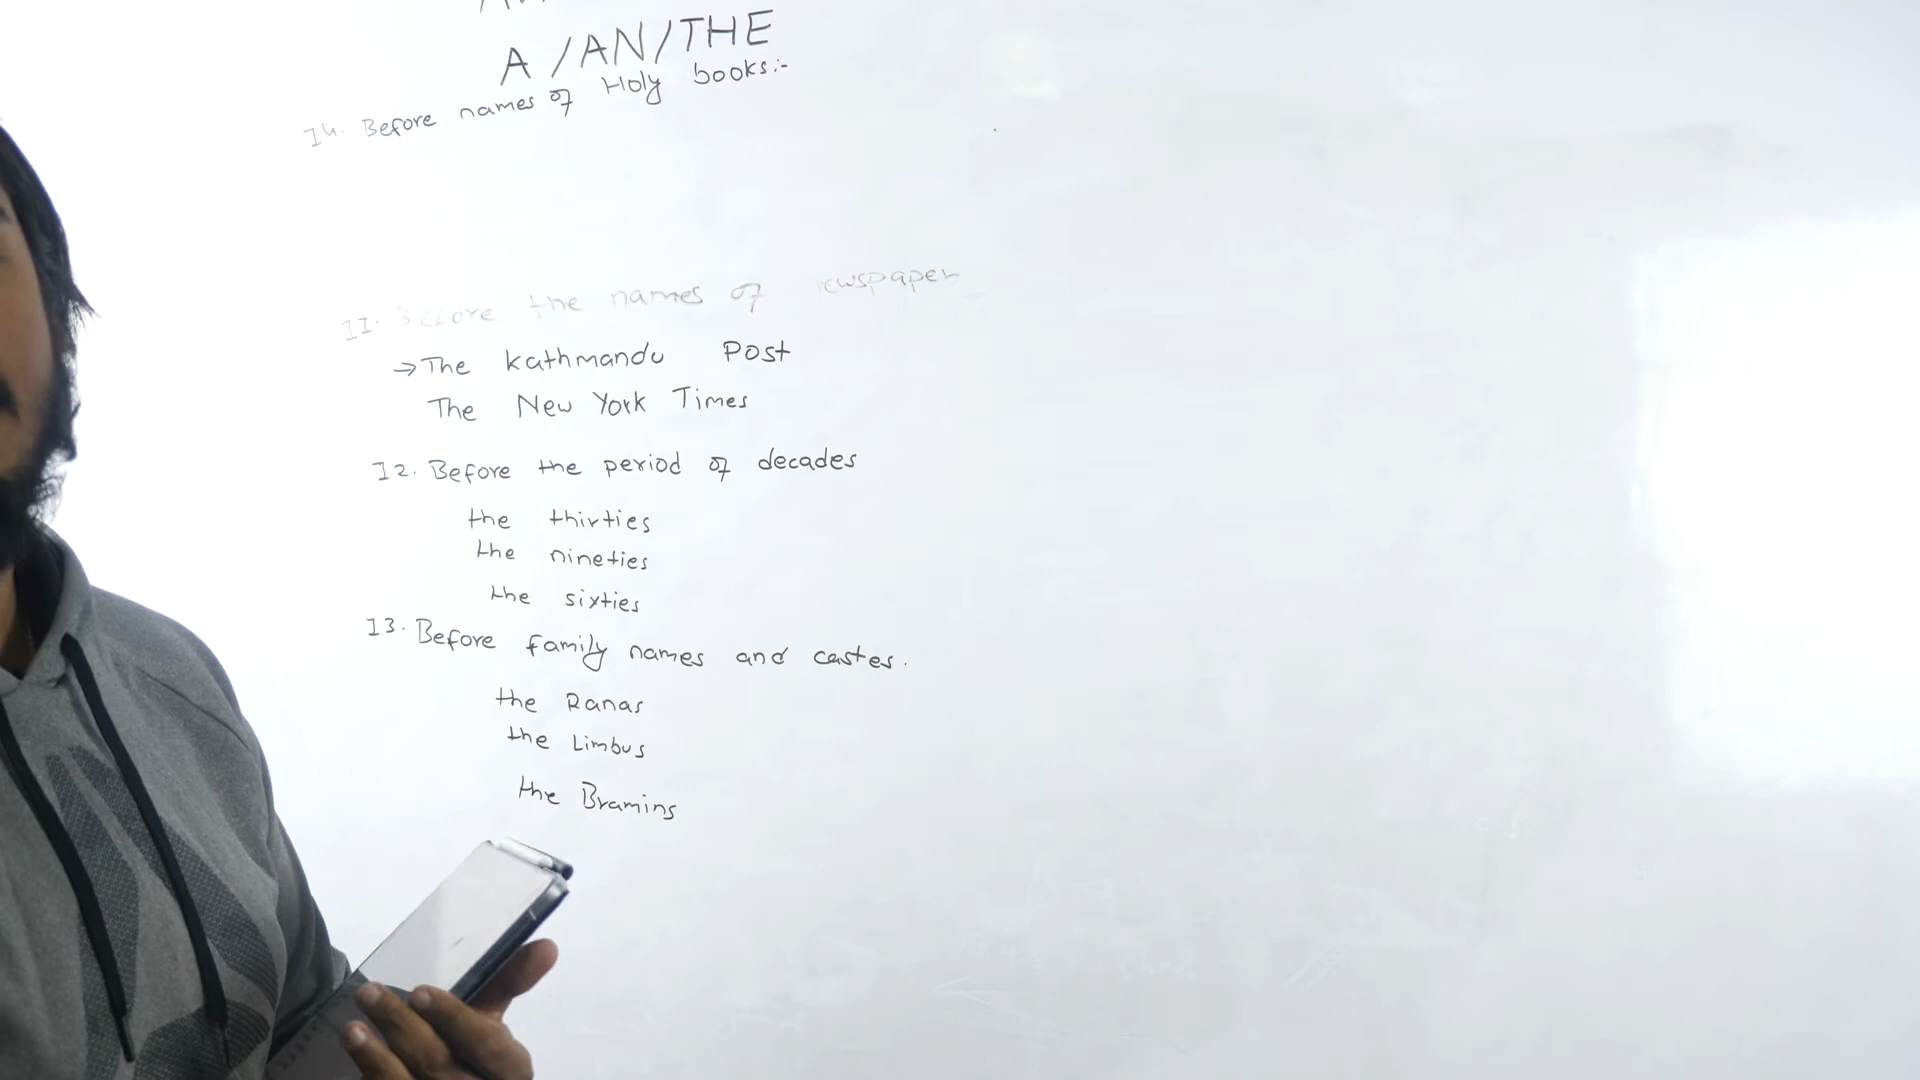 A /AN/THE
14. Before names of Holy books:-
11. Before the names of ewspaper
→ The Kathmandu Post
The New York Times
12. Before the period of decades
the thirties
the nineties
the sixties
13. Before family names and castes.
the Ranas
the Limbus
the Bramins